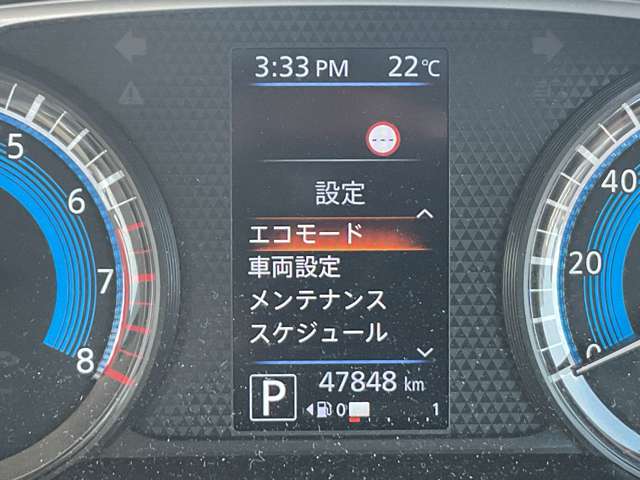 3:33 PM 22℃
---
設定
エコモード
車両設定
メンテナンス
スケジュール
P 47848 km
0 1
5
6
7
8
40
20
0